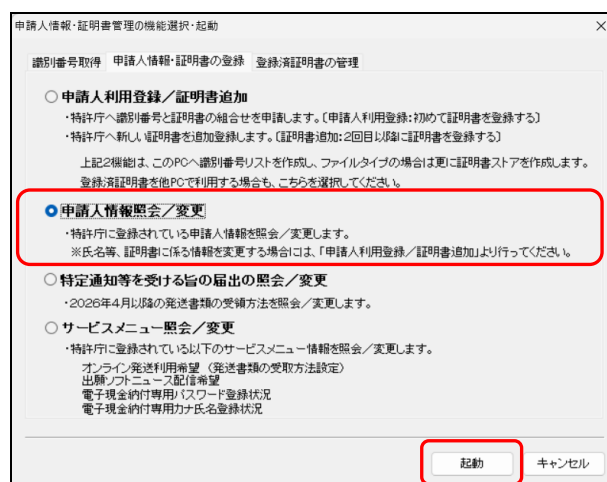 申請人情報・証明書管理の機能選択・起動
識別番号取得 申請人情報・証明書の登録 登録済証明書の管理
申請人利用登録／証明書追加
・特許庁へ識別番号と証明書の組合せを申請します。〔申請人利用登録：初めて証明書を登録する〕
・特許庁へ新しい証明書を追加登録します。〔証明書追加：2回目以降に証明書を登録する〕
上記2機能は、このPCへ識別番号リストを作成し、ファイルタイプの場合は更に証明書ストアを作成します。
登録済証明書を他PCで利用する場合も、こちらを選択してください。
申請人情報照会／変更
・特許庁に登録されている申請人情報を照会／変更します。
※氏名等、証明書に係る情報を変更する場合には、「申請人利用登録／証明書追加」より行ってください。
特定通知等を受ける旨の届出の照会／変更
・2026年4月以降の発送書類の受領方法を照会／変更します。
サービスメニュー照会／変更
・特許庁に登録されている以下のサービスメニュー情報を照会／変更します。
オンライン発送利用希望 （発送書類の受取方法設定）
出願ソフトニュース配信希望
電子現金納付専用パスワード登録状況
電子現金納付専用カナ氏名登録状況
起動 キャンセル